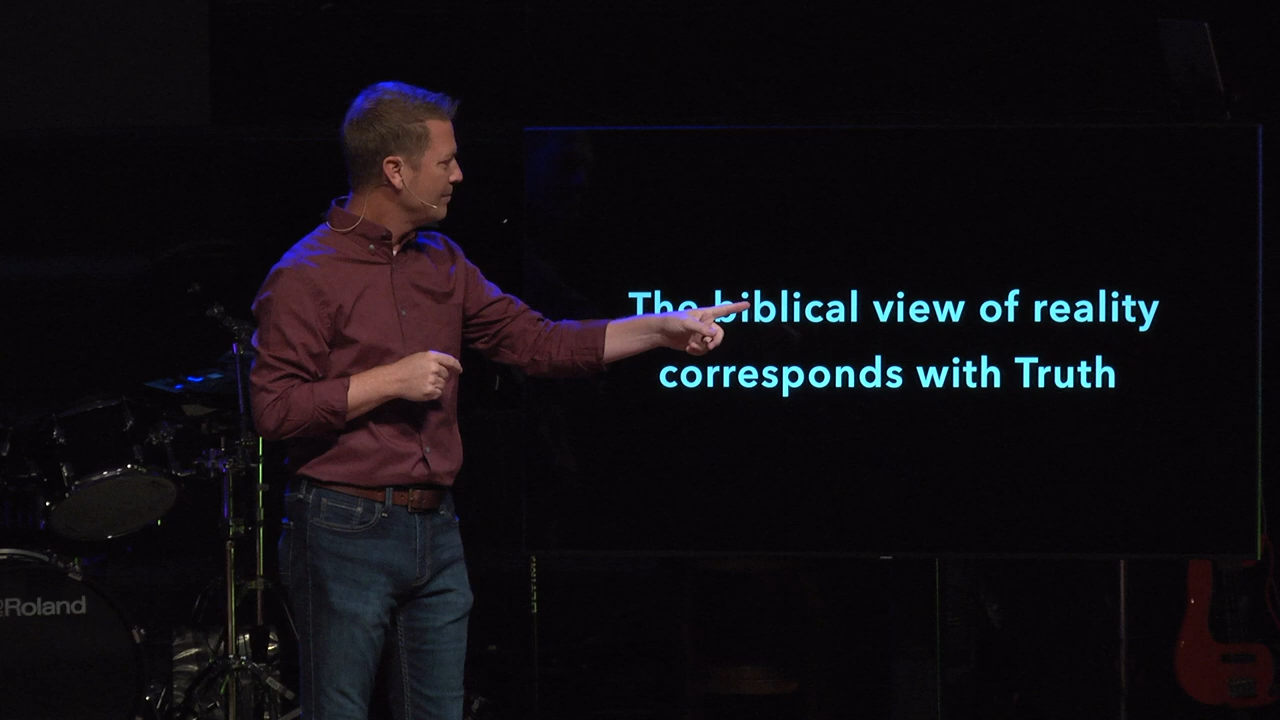 The biblical view of reality
corresponds with Truth
Roland